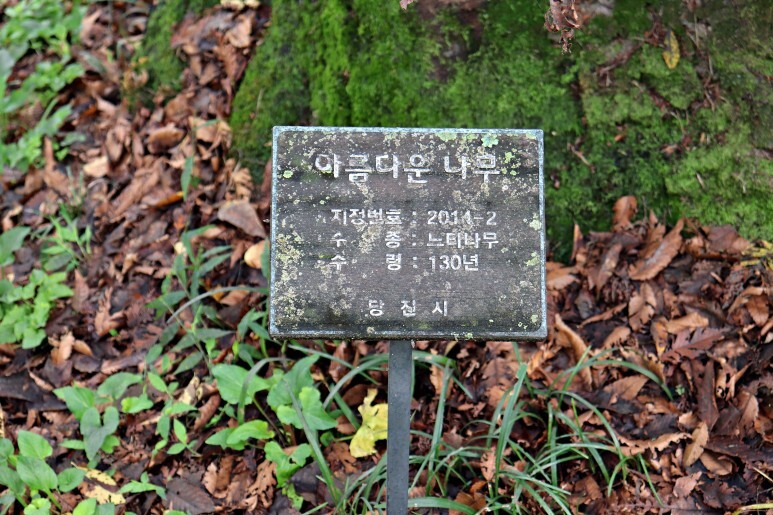 아름다운 나무
지정번호 : 2014-2
수 종 : 느티나무
수 령 : 130년
당진시